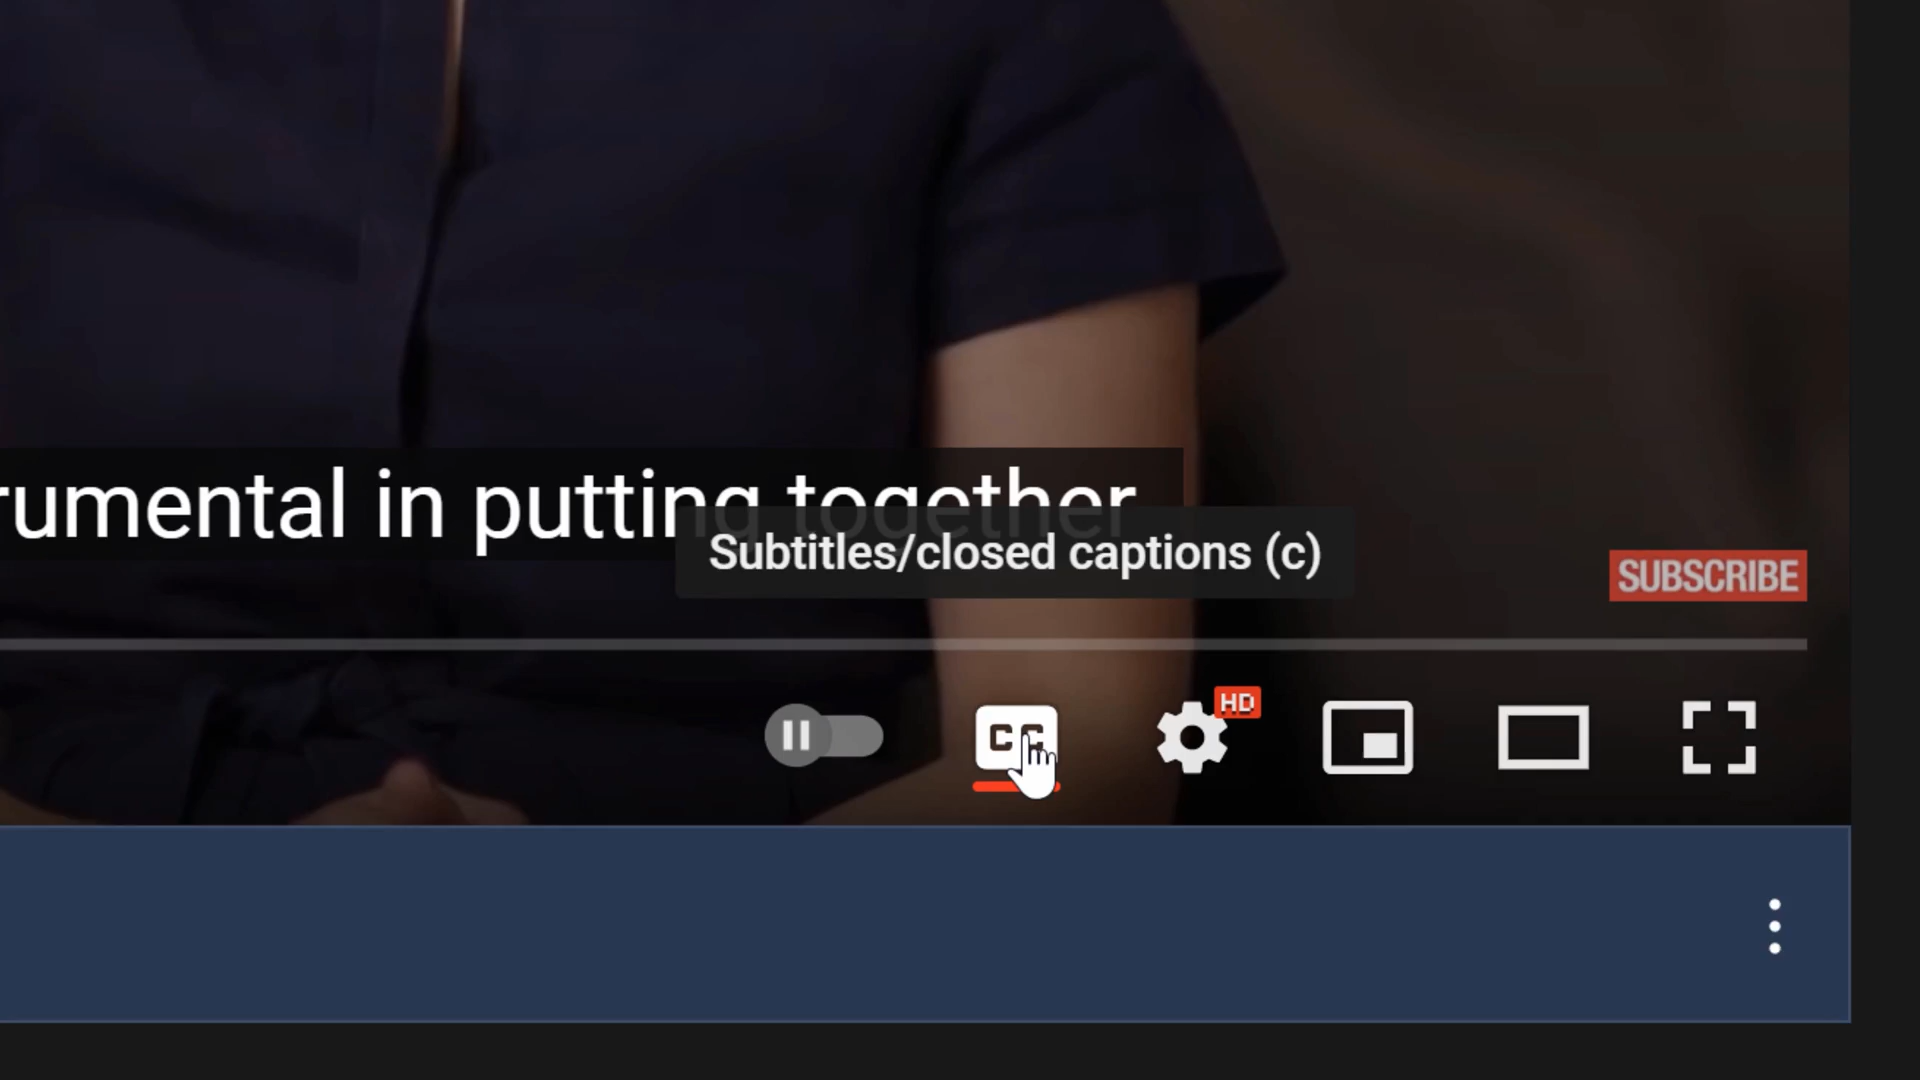 rumental in putting together
Subtitles/closed captions (c)
SUBSCRIBE
CC
HD